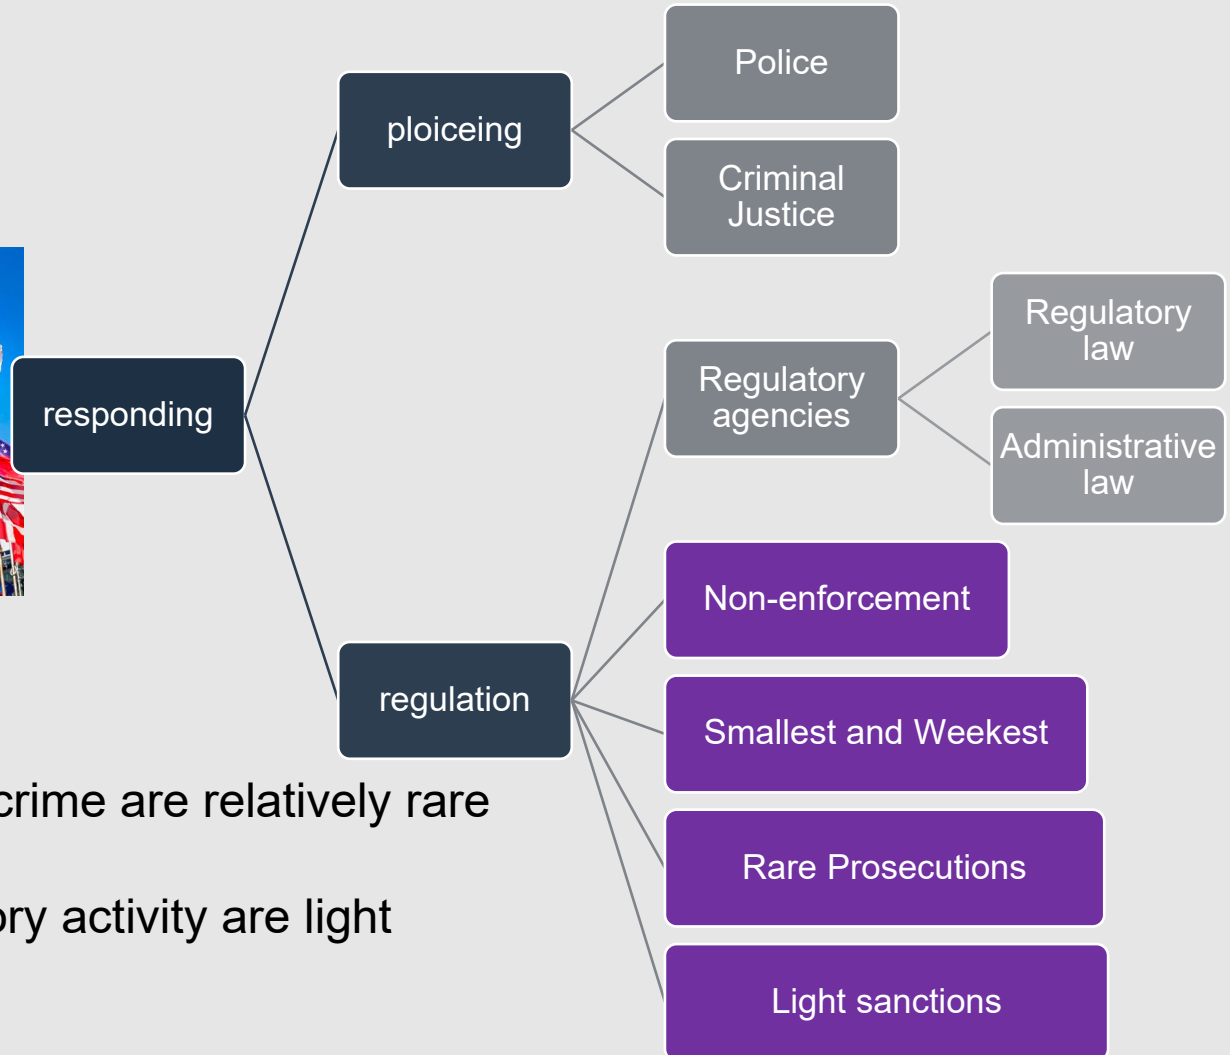 responding
ploiceing
Police
Criminal
Justice
regulation
Regulatory
agencies
Regulatory
law
Administrative
law
Non-enforcement
Smallest and Weekest
Rare Prosecutions
Light sanctions
crime are relatively rare
ory activity are light